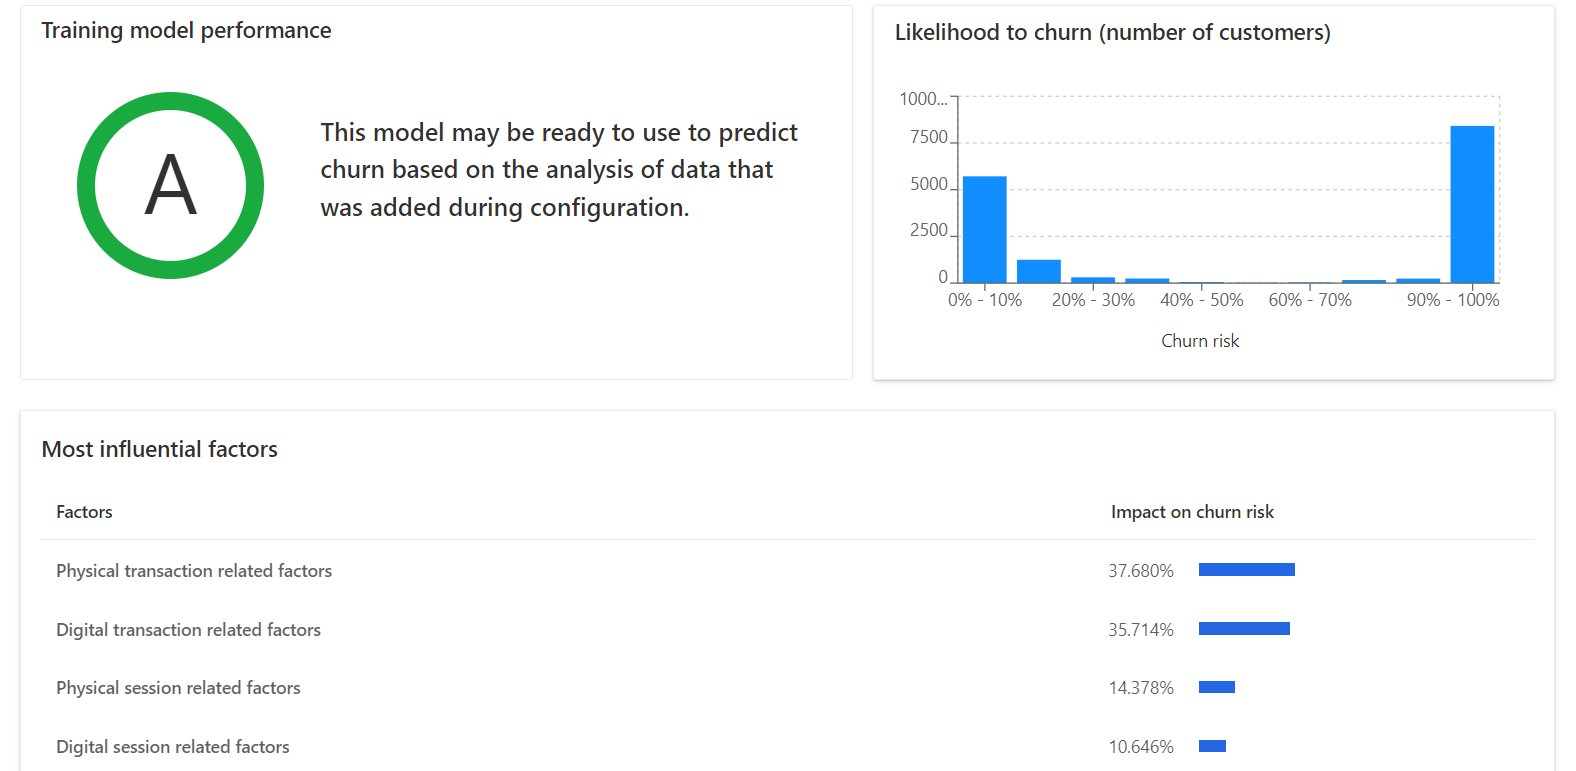 Training model performance
A
This model may be ready to use to predict
churn based on the analysis of data that
was added during configuration.
Likelihood to churn (number of customers)
1000...
7500
5000
2500
0
0% - 10% 20% - 30% 40% - 50% 60% - 70% 90% - 100%
Churn risk
Most influential factors
Factors Impact on churn risk
Physical transaction related factors 37.680%
Digital transaction related factors 35.714%
Physical session related factors 14.378%
Digital session related factors 10.646%